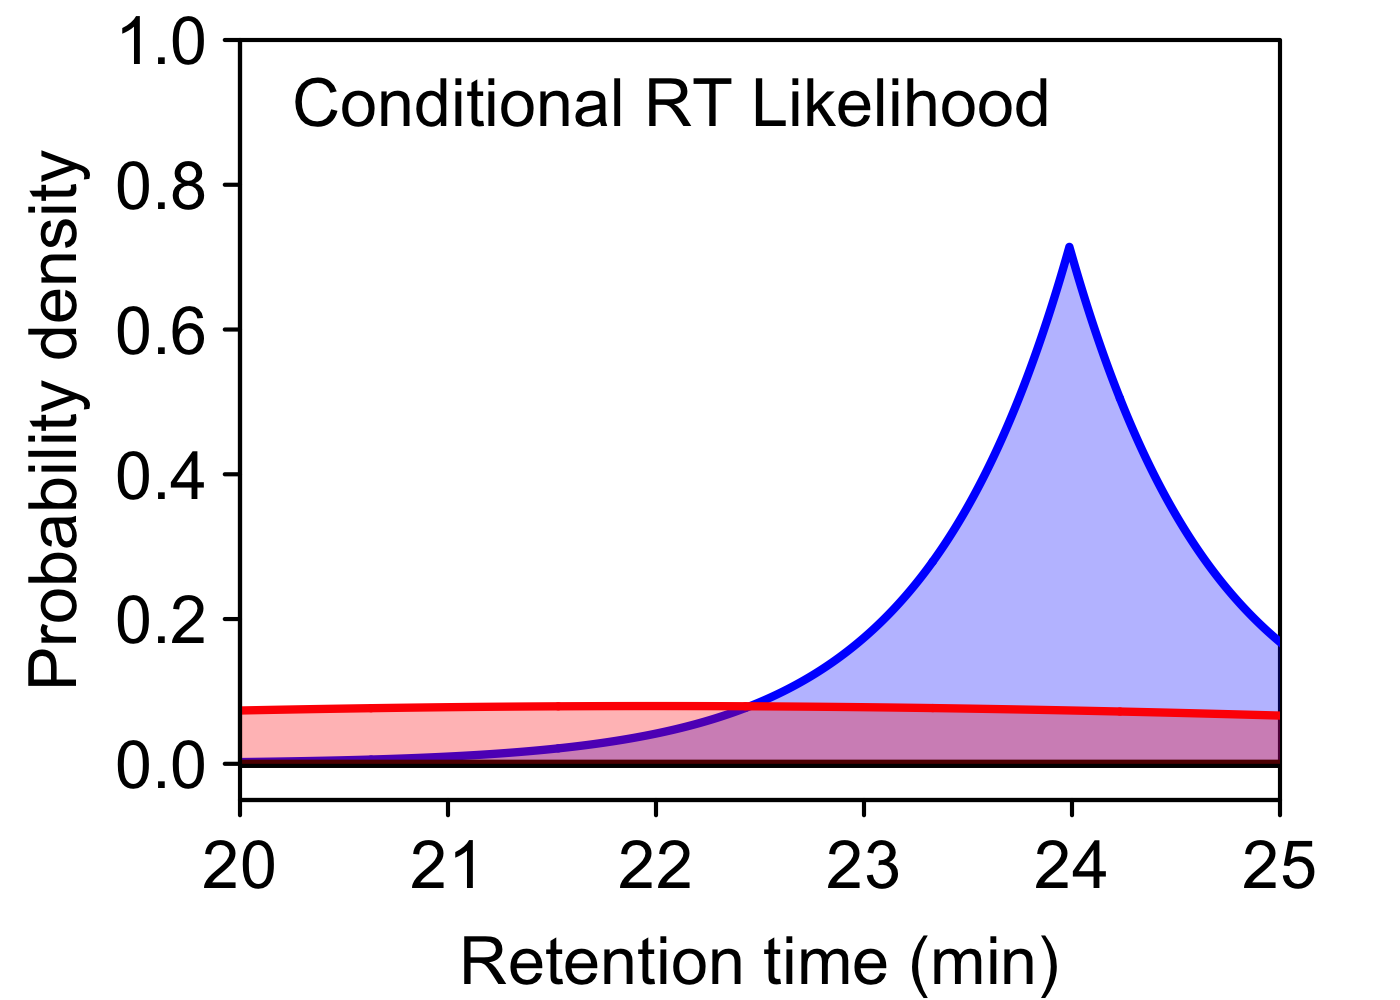 Conditional RT Likelihood
Probability density
1.0
0.8
0.6
0.4
0.2
0.0
20 21 22 23 24 25
Retention time (min)